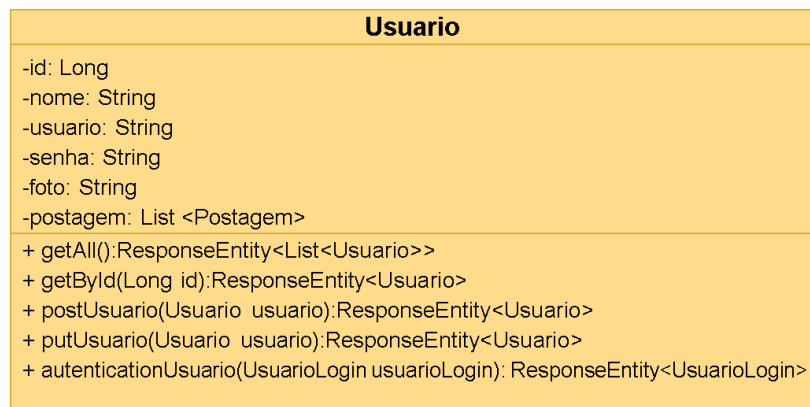 Usuario
-id: Long
-nome: String
-usuario: String
-senha: String
-foto: String
-postagem: List <Postagem>
+ getAll():ResponseEntity<List<Usuario>>
+ getById(Long id):ResponseEntity<Usuario>
+ postUsuario(Usuario usuario):ResponseEntity<Usuario>
+ putUsuario(Usuario usuario):ResponseEntity<Usuario>
+ autenticationUsuario(UsuarioLogin usuarioLogin): ResponseEntity<UsuarioLogin>